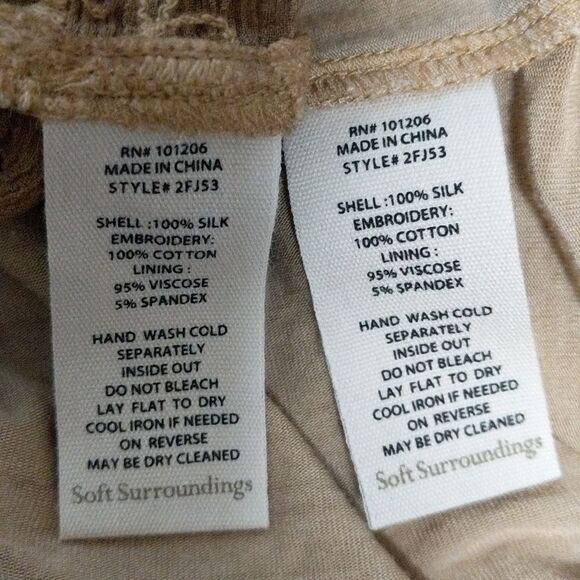 RN# 101206
MADE IN CHINA
STYLE# 2FJ53
SHELL :100% SILK
EMBROIDERY:
100% COTTON
LINING :
95% VISCOSE
5% SPANDEX
HAND WASH COLD
SEPARATELY
INSIDE OUT
DO NOT BLEACH
LAY FLAT TO DRY
COOL IRON IF NEEDED
ON REVERSE
MAY BE DRY CLEANED
Soft Surroundings
RN# 101206
MADE IN CHINA
STYLE# 2FJ53
SHELL :100% SILK
EMBROIDERY:
100% COTTON
LINING :
95% VISCOSE
5% SPANDEX
HAND WASH COLD
SEPARATELY
INSIDE OUT
DO NOT BLEACH
LAY FLAT TO DRY
COOL IRON IF NEEDED
ON REVERSE
MAY BE DRY CLEANED
Soft Surroundings